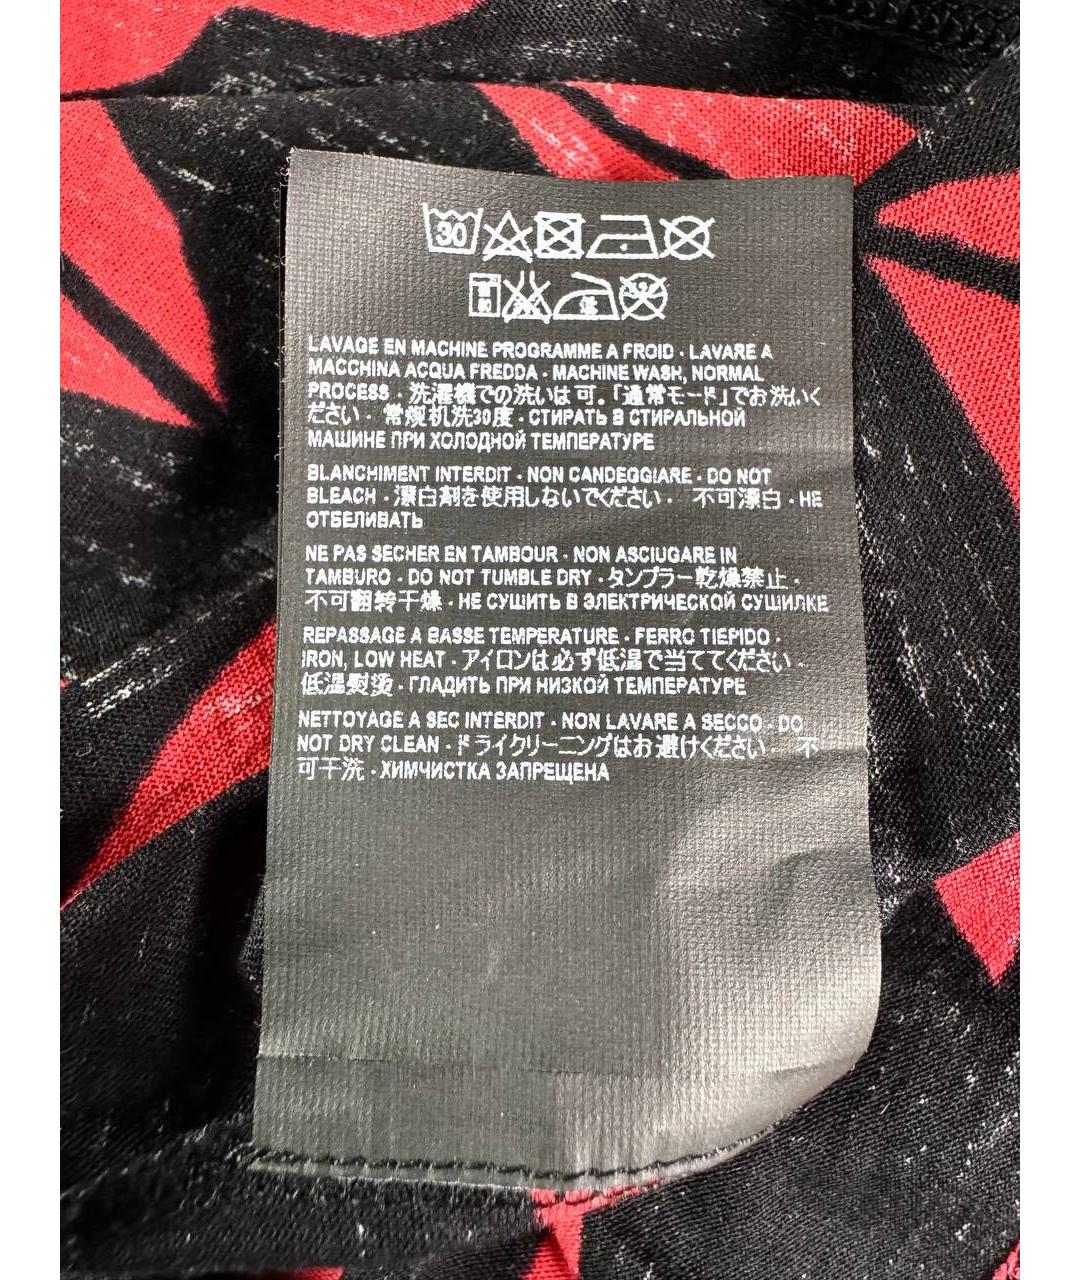 30
LAVAGE EN MACHINE PROGRAMME A FROID · LAVARE A
MACCHINA ACQUA FREDDA · MACHINE WASH, NORMAL
PROCESS · 洗濯機での洗いは可。「通常モード」でお洗いく
ださい · 常规机洗30度 · СТИРАТЬ В СТИРАЛЬНОЙ
МАШИНЕ ПРИ ХОЛОДНОЙ ТЕМПЕРАТУРЕ
BLANCHIMENT INTERDIT · NON CANDEGGIARE · DO NOT
BLEACH · 漂白剤を使用しないでください · 不可漂白 · НЕ
ОТБЕЛИВАТЬ
NE PAS SECHER EN TAMBOUR · NON ASCIUGARE IN
TAMBURO · DO NOT TUMBLE DRY · タンブラー乾燥禁止 ·
不可翻转干燥 · НЕ СУШИТЬ В ЭЛЕКТРИЧЕСКОЙ СУШИЛКЕ
REPASSAGE A BASSE TEMPERATURE · FERRO TIEPIDO ·
IRON, LOW HEAT · アイロンは必ず低温で当ててください ·
低温熨烫 · ГЛАДИТЬ ПРИ НИЗКОЙ ТЕМПЕРАТУРЕ
NETTOYAGE A SEC INTERDIT · NON LAVARE A SECCO · DO
NOT DRY CLEAN · ドライクリーニングはお避けください · 不
可干洗 · ХИМЧИСТКА ЗАПРЕЩЕНА